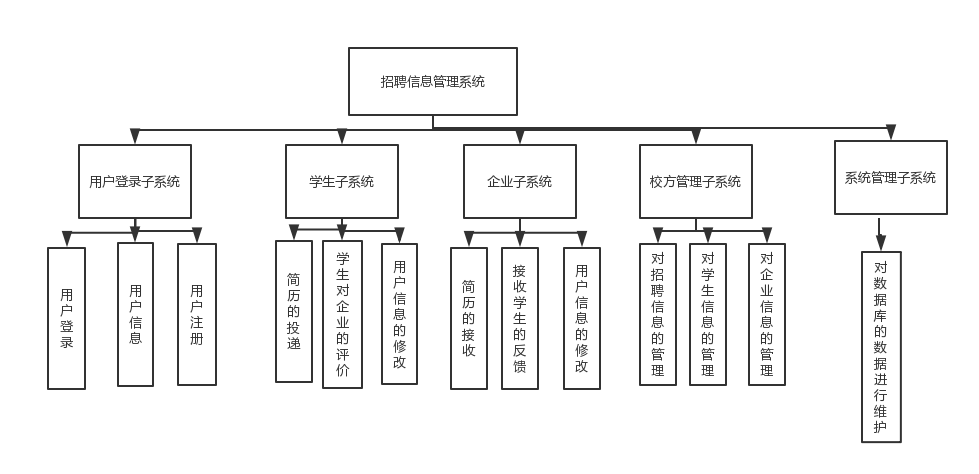 招聘信息管理系统
用户登录子系统
学生子系统
企业子系统
校方管理子系统
系统管理子系统
用户登录
用户信息
用户注册
简历的投递
学生对企业的评价
用户信息的修改
简历的接收
接收学生的反馈
用户信息的修改
对招聘信息的管理
对学生信息的管理
对企业信息的管理
对数据库的数据进行维护